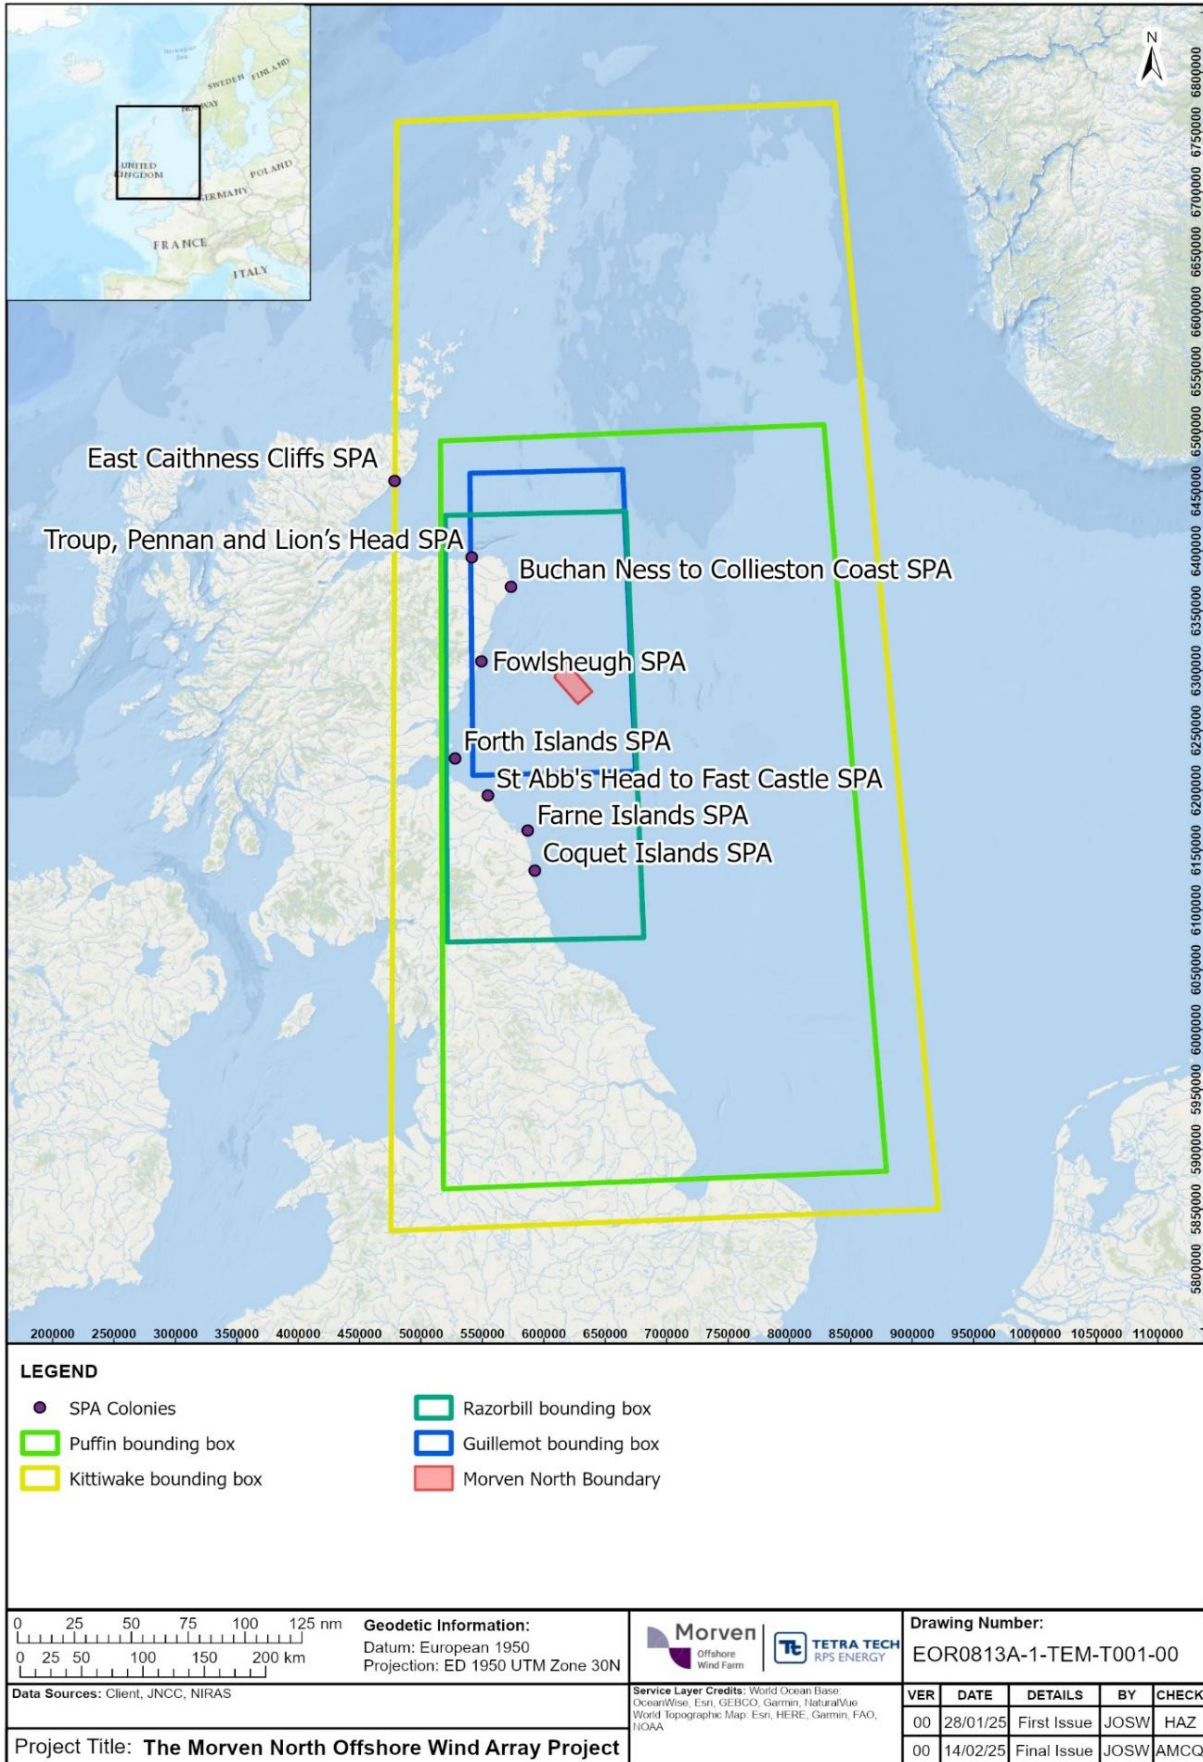 Norwegian
Sea
SWEDEN
FINLAND
NORWAY
UNITED
KINGDOM
POLAND
GERMANY
FRANCE
ITALY
N
6800000
6750000
6700000
6650000
6600000
6550000
6500000
6450000
6400000
6350000
6300000
6250000
6200000
6150000
6100000
6050000
6000000
5950000
5900000
5850000
5800000
East Caithness Cliffs SPA
Troup, Pennan and Lion's Head SPA
Buchan Ness to Collieston Coast SPA
Fowlsheugh SPA
Forth Islands SPA
St Abb's Head to Fast Castle SPA
Farne Islands SPA
Coquet Islands SPA
200000 250000 300000 350000 400000 450000 500000 550000 600000 650000 700000 750000 800000 850000 900000 950000 1000000 1050000 1100000
LEGEND
SPA Colonies
Puffin bounding box
Kittiwake bounding box
Razorbill bounding box
Guillemot bounding box
Morven North Boundary
0 25 50 75 100 125 nm
0 25 50 100 150 200 km
Geodetic Information:
Datum: European 1950
Projection: ED 1950 UTM Zone 30N
Data Sources: Client, JNCC, NIRAS
Project Title: The Morven North Offshore Wind Array Project
Morven
Offshore
Wind Farm
Tt TETRA TECH
RPS ENERGY
Service Layer Credits: World Ocean Base:
OceanWise, Esri, GEBCO, Garmin, NaturalVue
World Topographic Map: Esri, HERE, Garmin, FAO,
NOAA
Drawing Number:
EOR0813A-1-TEM-T001-00
VER DATE DETAILS BY CHECK
00 28/01/25 First Issue JOSW HAZ
00 14/02/25 Final Issue JOSW AMCO